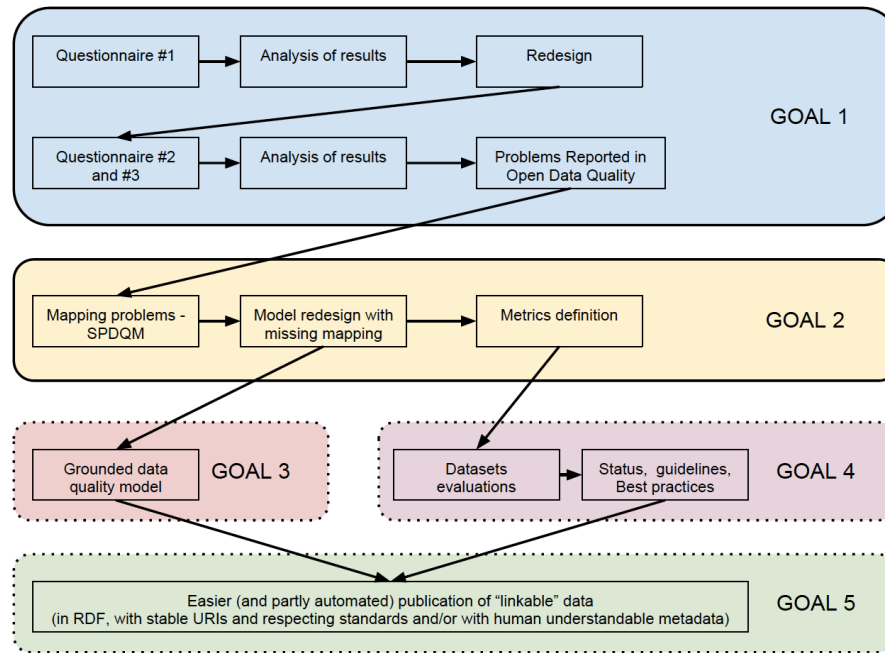 Questionnaire #1
Analysis of results
Redesign
GOAL 1
Questionnaire #2
and #3
Analysis of results
Problems Reported in
Open Data Quality
Mapping problems -
SPDQM
Model redesign with
missing mapping
Metrics definition
GOAL 2
Grounded data
quality model
GOAL 3
Datasets
evaluations
Status, guidelines,
Best practices
GOAL 4
Easier (and partly automated) publication of “linkable” data
(in RDF, with stable URIs and respecting standards and/or with human understandable metadata)
GOAL 5